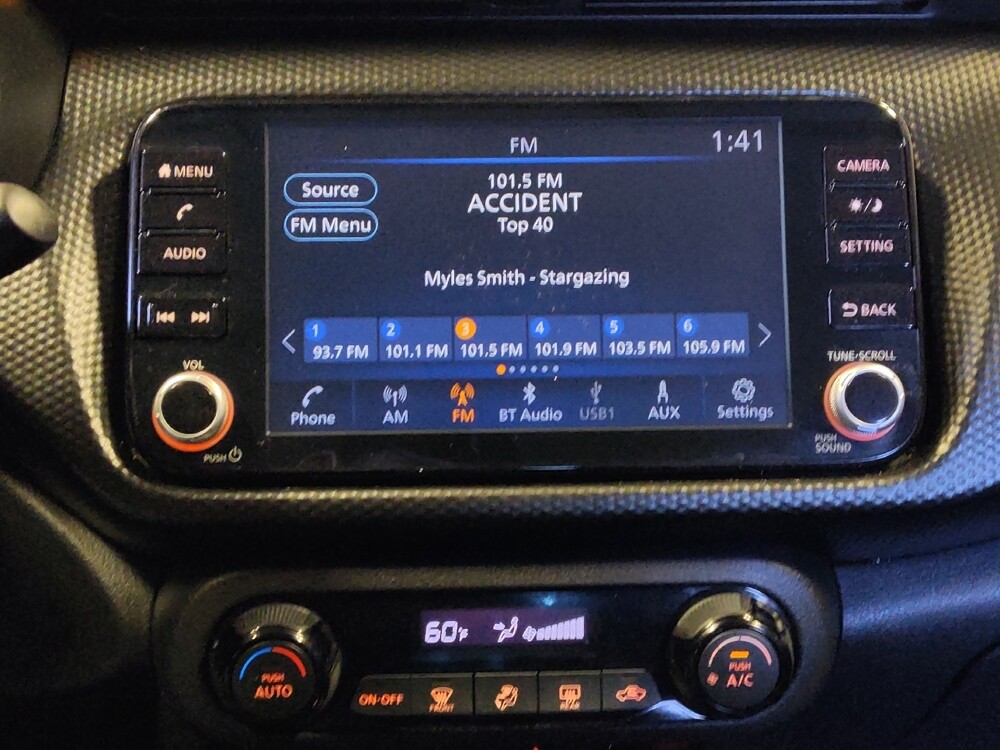 FM
1:41
MENU
AUDIO
VOL
PUSH
Source
FM Menu
101.5 FM
ACCIDENT
Top 40
Myles Smith - Stargazing
1 2 3 4 5 6
93.7 FM 101.1 FM 101.5 FM 101.9 FM 103.5 FM 105.9 FM
Phone AM FM BT Audio USB1 AUX Settings
CAMERA
SETTING
BACK
TUNE·SCROLL
PUSH
SOUND
60°F
PUSH
AUTO
ON·OFF
FRONT
REAR
PUSH
A/C